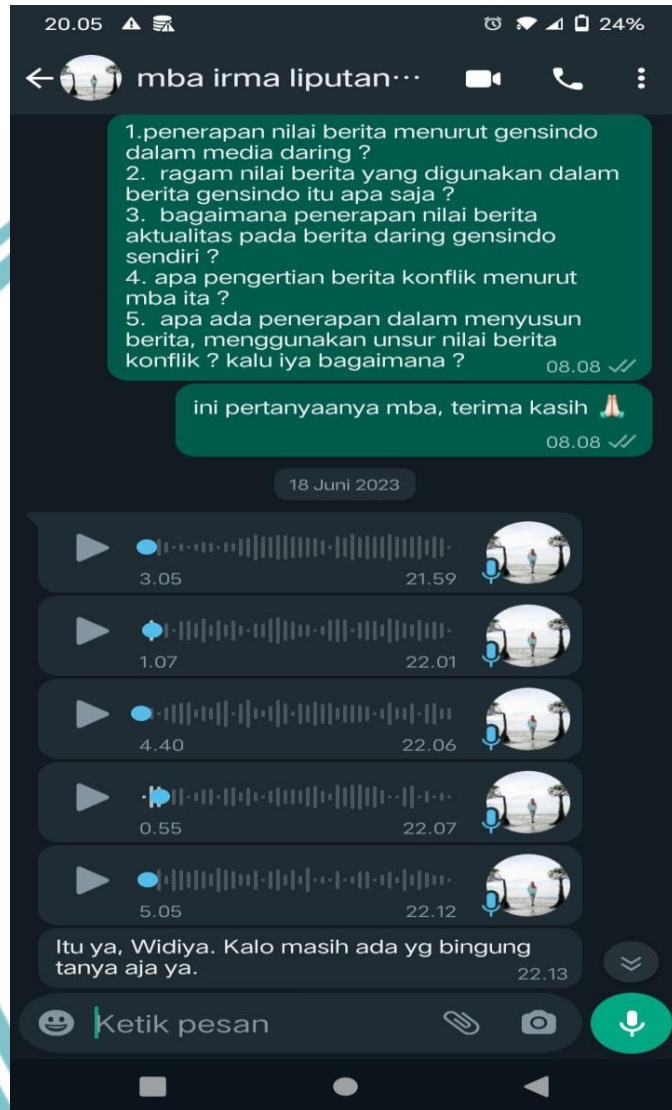 20.05 24%
mba irma liputan...
1.penerapan nilai berita menurut gensindo
dalam media daring ?
2. ragam nilai berita yang digunakan dalam
berita gensindo itu apa saja ?
3. bagaimana penerapan nilai berita
aktualitas pada berita daring gensindo
sendiri ?
4. apa pengertian berita konflik menurut
mba ita ?
5. apa ada penerapan dalam menyusun
berita, menggunakan unsur nilai berita
konflik ? kalu iya bagaimana ?
08.08
ini pertanyaanya mba, terima kasih 🙏🏻
08.08
18 Juni 2023
3.05 21.59
1.07 22.01
4.40 22.06
0.55 22.07
5.05 22.12
Itu ya, Widiya. Kalo masih ada yg bingung
tanya aja ya.
22.13
Ketik pesan